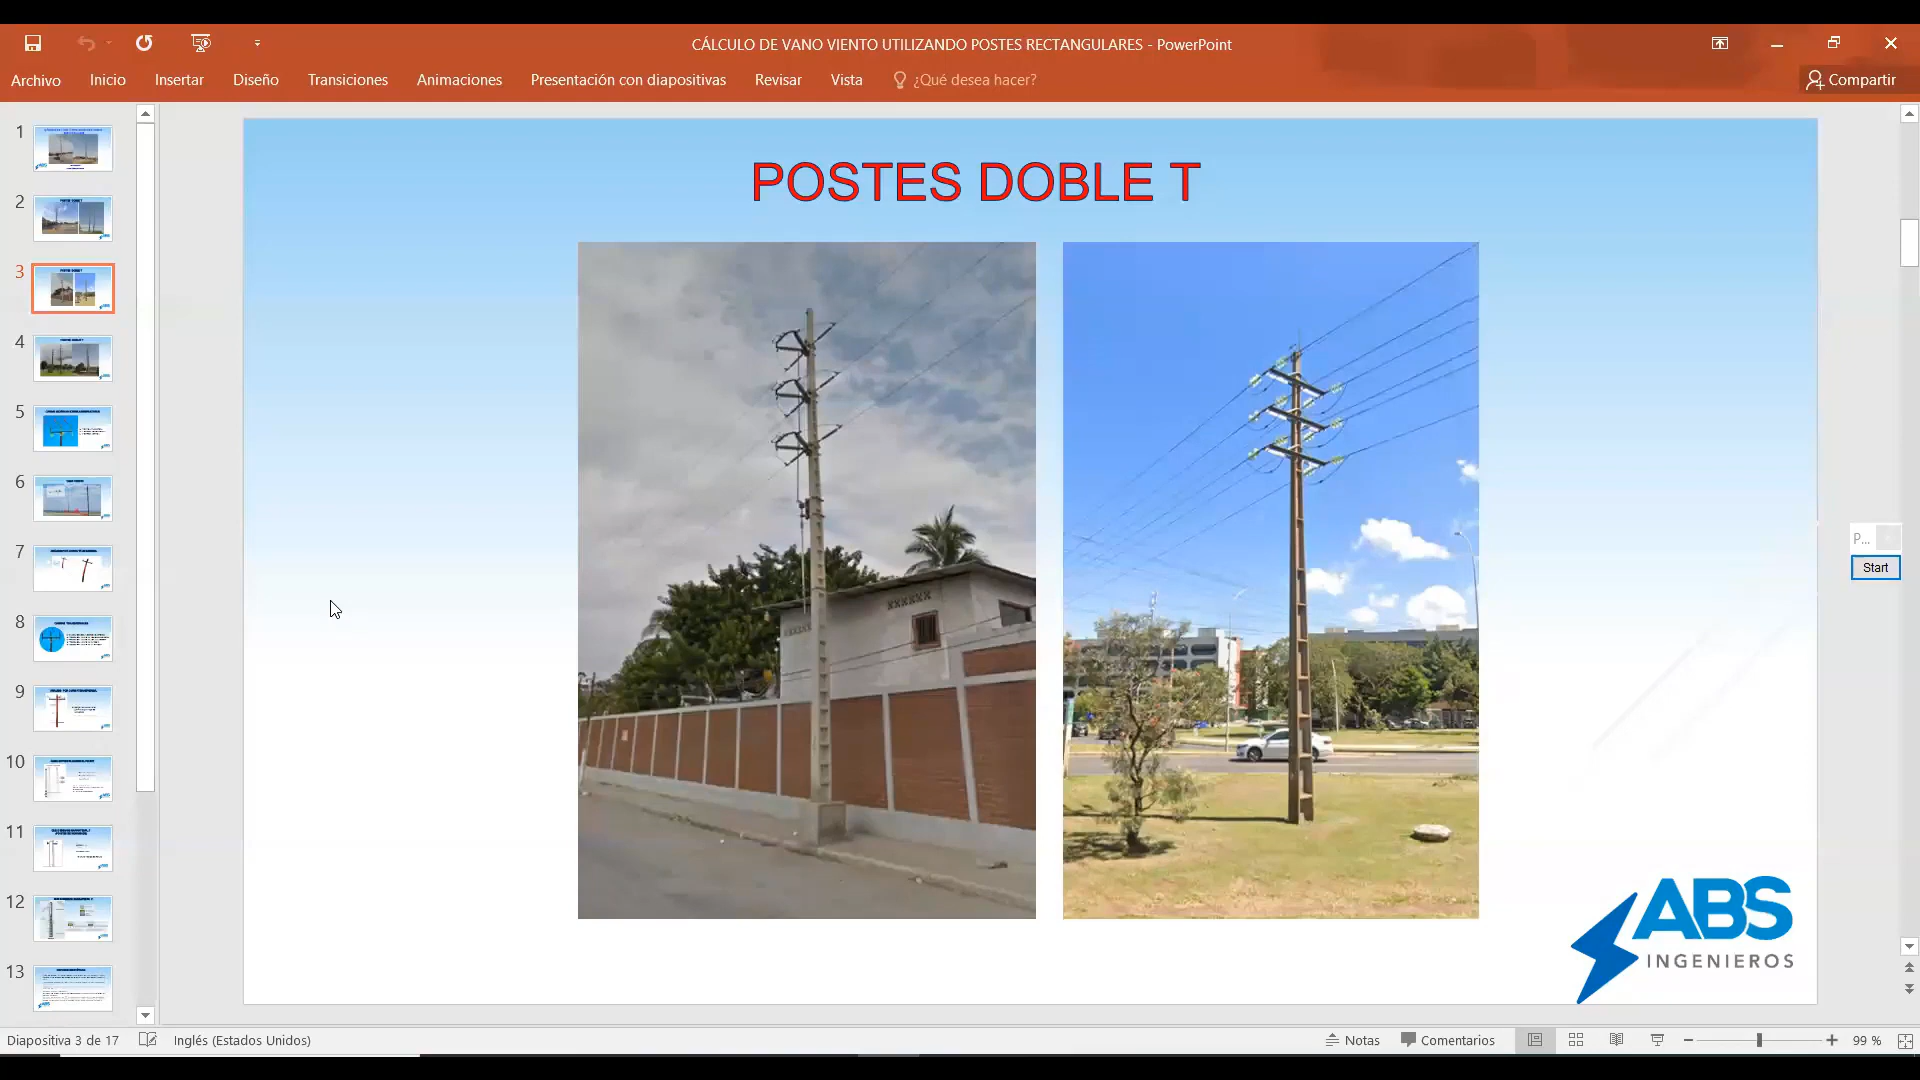 CÁLCULO DE VANO VIENTO UTILIZANDO POSTES RECTANGULARES - PowerPoint
Archivo Inicio Insertar Diseño Transiciones Animaciones Presentación con diapositivas Revisar Vista ¿Qué desea hacer? Compartir
1
2
3
4
5
6
7
8
9
10
11
12
13
POSTES DOBLE T
P...
Start
ABS
INGENIEROS
Diapositiva 3 de 17 Inglés (Estados Unidos) Notas Comentarios 99 %